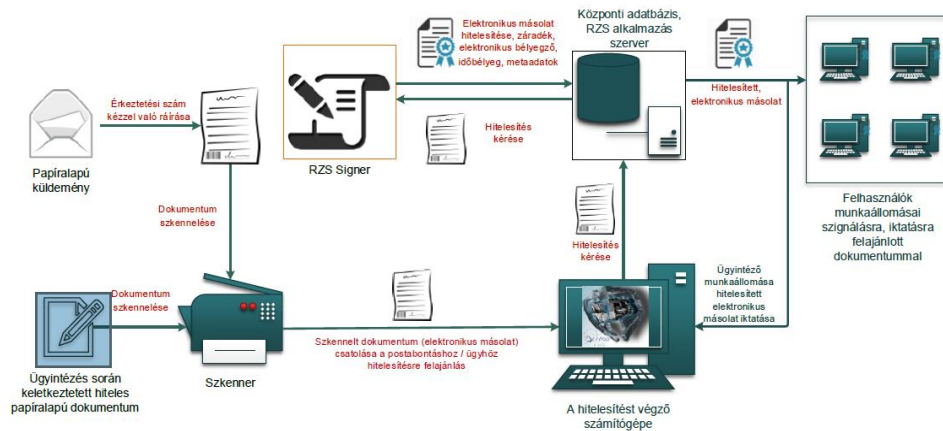 Elektronikus másolat
hitelesítése, záradék,
elektronikus bélyegző,
időbélyeg, metaadatok
Központi adatbázis,
RZS alkalmazás
szerver
Hitelesített,
elektronikus másolat
Érkeztetési szám
kézzel való ráírása
Papíralapú
küldemény
RZS Signer
Hitelesítés
kérése
Felhasználók
munkaállomásai
szignálásra, iktatásra
felajánlott
dokumentummal
Dokumentum
szkennelése
Hitelesítés
kérése
Ügyintéző
munkaállomása
hitelesített
elektronikus
másolat iktatása
Dokumentum
szkennelése
Szkennelt dokumentum (elektronikus másolat)
csatolása a postabontáshoz / ügyhöz
hitelesítésre felajánlás
Szkenner
Ügyintézés során
keletkeztetett hiteles
papíralapú dokumentum
A hitelesítést végző
számítógépe